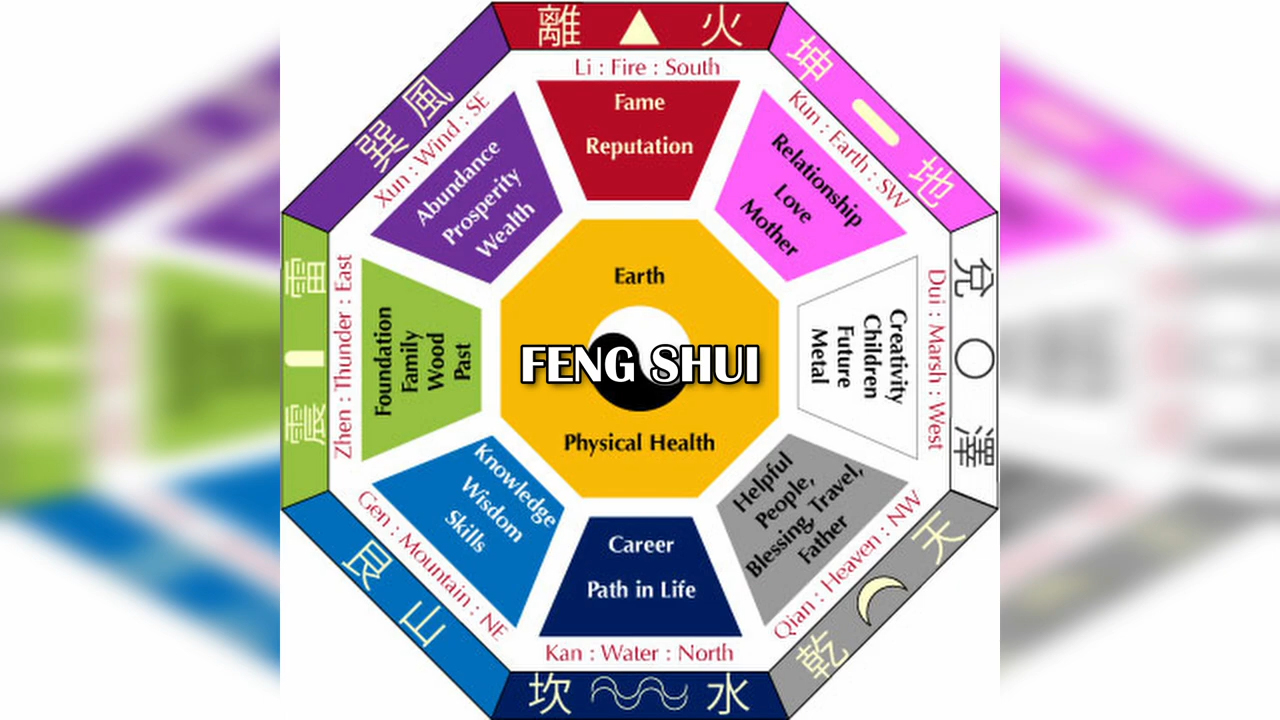 離 火
Li : Fire : South
Fame
Reputation
坤 地
Kun : Earth : SW
Relationship
Love
Mother
兌 澤
Dui : Marsh : West
Creativity
Children
Future
Metal
天 乾
Qian : Heaven : NW
Helpful
People,
Blessing, Travel,
Father
坎 水
Kan : Water : North
Career
Path in Life
艮 山
Gen : Mountain : NE
Knowledge
Wisdom
Skills
雷 震
Zhen : Thunder : East
Foundation
Family
Wood
Past
巽 風
Xun : Wind : SE
Abundance
Prosperity
Wealth
Earth
FENG SHUI
Physical Health